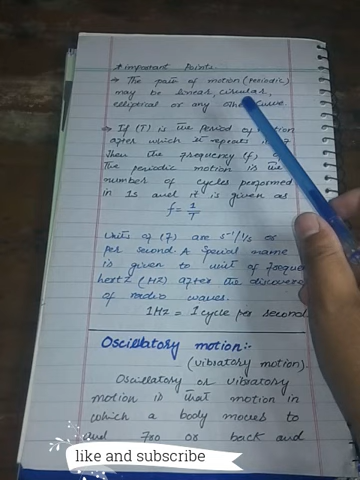 * important Points.
→ The path of motion (Periodic)
may be linear, circular,
elliptical or any other curve
⇒ If (T) is the period of motion
after which it repeats
Then the frequency (f)
The periodic motion is the
number of cycles performed
in 1s and it is given as
f = 1/T
Units of (f) are s⁻¹/1/s or
per second. A Special name
is given to unit of freque
hertz (HZ) after the discovere
of radio waves.
1HZ = 1 cycle per second
Oscillatory motion:-
(vibratory motion).
Oscillatory or vibratory
motion is that motion in
which a body moves to
and fro or back and
like and subscribe